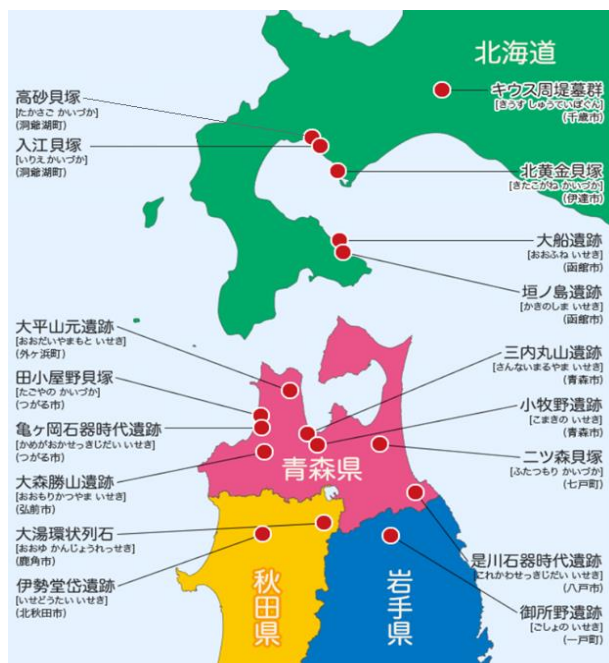 北海道
キウス周堤墓群
[きうす しゅうていぼぐん]
(千歳市)
高砂貝塚
[たかさご かいづか]
(洞爺湖町)
入江貝塚
[いりえ かいづか]
(洞爺湖町)
北黄金貝塚
[きたこがね かいづか]
(伊達市)
大船遺跡
[おおふね いせき]
(函館市)
垣ノ島遺跡
[かきのしま いせき]
(函館市)
大平山元遺跡
[おおだいやまもと いせき]
(外ヶ浜町)
田小屋野貝塚
[たごやの かいづか]
(つがる市)
亀ヶ岡石器時代遺跡
[かめがおかせっきじだい いせき]
(つがる市)
大森勝山遺跡
[おおもりかつやま いせき]
(弘前市)
大湯環状列石
[おおゆ かんじょうれっせき]
(鹿角市)
伊勢堂岱遺跡
[いせどうたい いせき]
(北秋田市)
三内丸山遺跡
[さんないまるやま いせき]
(青森市)
小牧野遺跡
[こまきの いせき]
(青森市)
二ツ森貝塚
[ふたつもり かいづか]
(七戸町)
青森県
是川石器時代遺跡
[これかわせっきじだい いせき]
(八戸市)
御所野遺跡
[ごしょの いせき]
(一戸町)
秋田県
岩手県